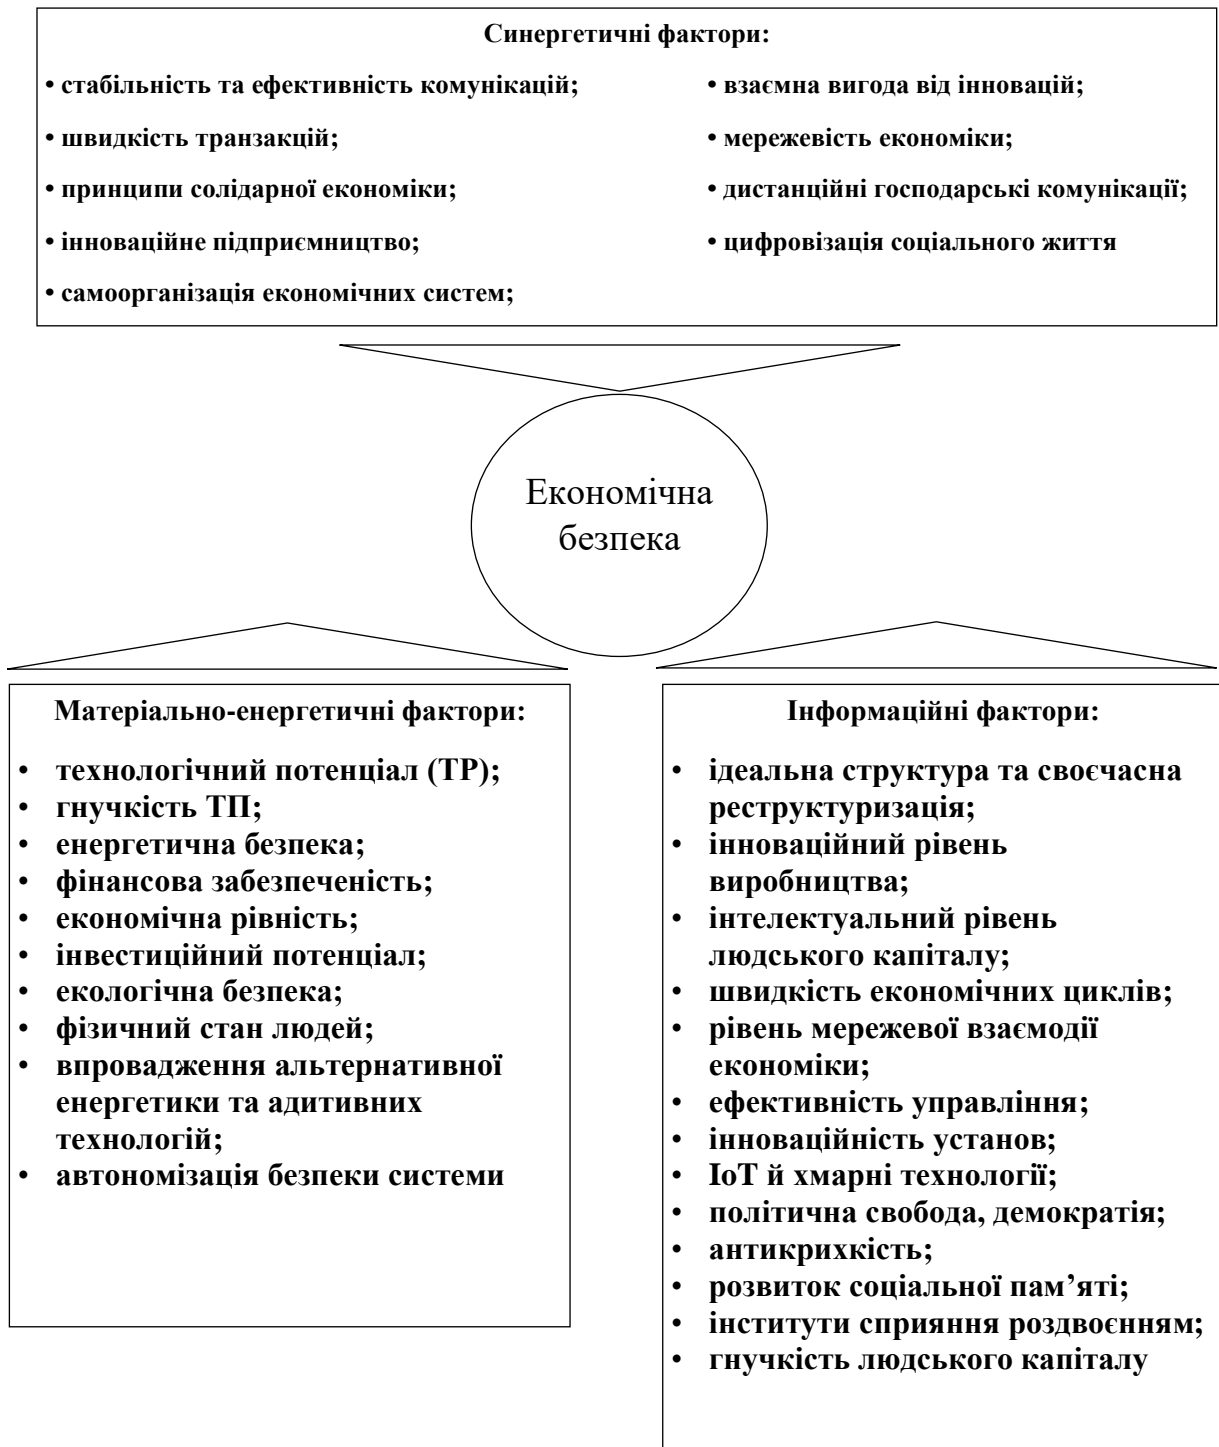 Синергетичні фактори:
• стабільність та ефективність комунікацій;
• швидкість транзакцій;
• принципи солідарної економіки;
• інноваційне підприємництво;
• самоорганізація економічних систем;
• взаємна вигода від інновацій;
• мережевість економіки;
• дистанційні господарські комунікації;
• цифровізація соціального життя
Економічна
безпека
Матеріально-енергетичні фактори:
• технологічний потенціал (ТР);
• гнучкість ТП;
• енергетична безпека;
• фінансова забезпеченість;
• економічна рівність;
• інвестиційний потенціал;
• екологічна безпека;
• фізичний стан людей;
• впровадження альтернативної
енергетики та адитивних
технологій;
• автономізація безпеки системи
Інформаційні фактори:
• ідеальна структура та своєчасна
реструктуризація;
• інноваційний рівень
виробництва;
• інтелектуальний рівень
людського капіталу;
• швидкість економічних циклів;
• рівень мережевої взаємодії
економіки;
• ефективність управління;
• інноваційність установ;
• ІоТ й хмарні технології;
• політична свобода, демократія;
• антикрихкість;
• розвиток соціальної пам’яті;
• інститути сприяння роздвоєнням;
• гнучкість людського капіталу